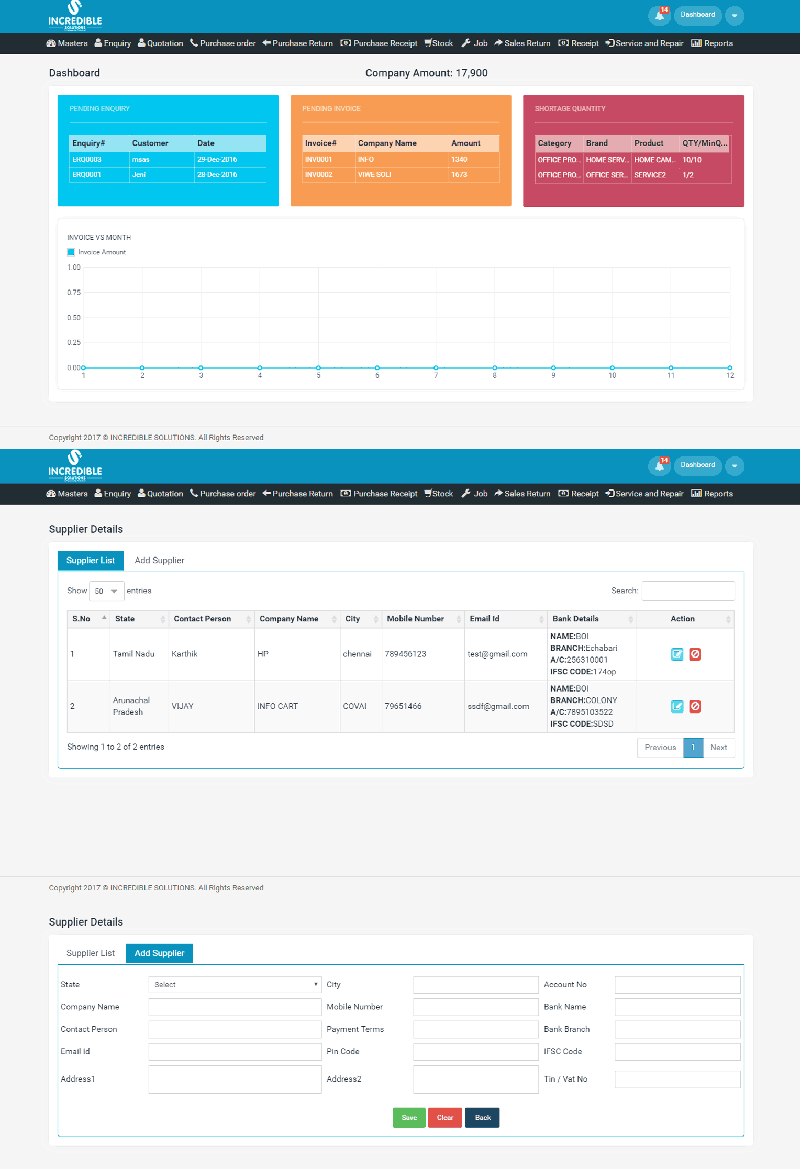 INCREDIBLE
SOLUTIONS
14
Dashboard
Masters Enquiry Quotation Purchase order Purchase Return Purchase Receipt Stock Job Sales Return Receipt Service and Repair Reports
Dashboard
Company Amount: 17,900
PENDING ENQUIRY
Enquiry# Customer Date
ERQ0003 msas 29-Dec-2016
ERQ0001 Jeni 28-Dec-2016
PENDING INVOICE
Invoice# Company Name Amount
INV0001 INFO 1340
INV0002 VIWE SOLI 1673
SHORTAGE QUANTITY
Category Brand Product QTY/MinQ...
OFFICE PRO... HOME SERV... HOME CAM... 10/10
OFFICE PRO... OFFICE SER... SERVICE2 1/2
INVOICE VS MONTH
Invoice Amount
1.00
0.75
0.50
0.25
0.00
1 2 3 4 5 6 7 8 9 10 11 12
Copyright 2017 © INCREDIBLE SOLUTIONS. All Rights Reserved
INCREDIBLE
SOLUTIONS
14
Dashboard
Masters Enquiry Quotation Purchase order Purchase Return Purchase Receipt Stock Job Sales Return Receipt Service and Repair Reports
Supplier Details
Supplier List Add Supplier
Show 50 entries Search:
S.No State Contact Person Company Name City Mobile Number Email Id Bank Details Action
1 Tamil Nadu Karthik HP chennai 789456123 test@gmail.com
NAME:BOI
BRANCH:Echabari
A/C:256310001
IFSC CODE:174op
2 Arunachal Pradesh VIJAY INFO CART COVAI 79651466 ssdf@gmail.com
NAME:BOI
BRANCH:COLONY
A/C:7895103522
IFSC CODE:SDSD
Showing 1 to 2 of 2 entries
Previous 1 Next
Copyright 2017 © INCREDIBLE SOLUTIONS. All Rights Reserved
Supplier Details
Supplier List Add Supplier
State Select City Account No
Company Name Mobile Number Bank Name
Contact Person Payment Terms Bank Branch
Email id Pin Code IFSC Code
Address1 Address2 Tin / Vat No
Save Clear Back